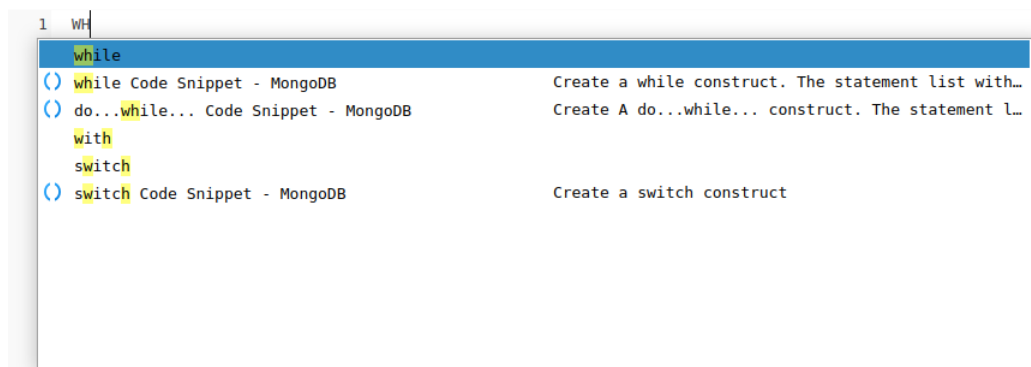 1 WH
while
while Code Snippet - MongoDB Create a while construct. The statement list with…
do...while... Code Snippet - MongoDB Create A do...while... construct. The statement l…
with
switch
switch Code Snippet - MongoDB Create a switch construct